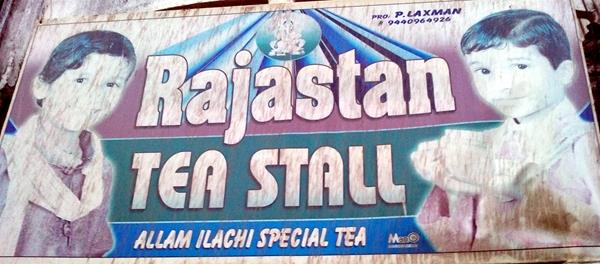 PRO: P.LAXMAN
# 9440964926
Rajastan
TEA STALL
ALLAM ILACHI SPECIAL TEA